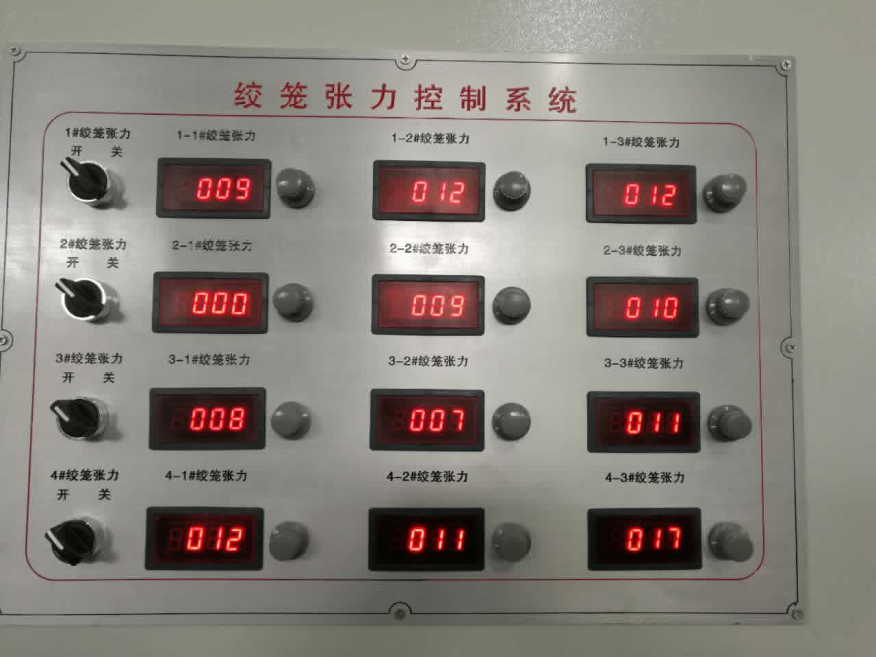 绞笼张力控制系统
1#绞笼张力 1-1#绞笼张力 1-2#绞笼张力 1-3#绞笼张力
开 关
009 012 012
2#绞笼张力 2-1#绞笼张力 2-2#绞笼张力 2-3#绞笼张力
开 关
000 009 010
3#绞笼张力 3-1#绞笼张力 3-2#绞笼张力 3-3#绞笼张力
开 关
008 007 011
4#绞笼张力 4-1#绞笼张力 4-2#绞笼张力 4-3#绞笼张力
开 关
012 011 017